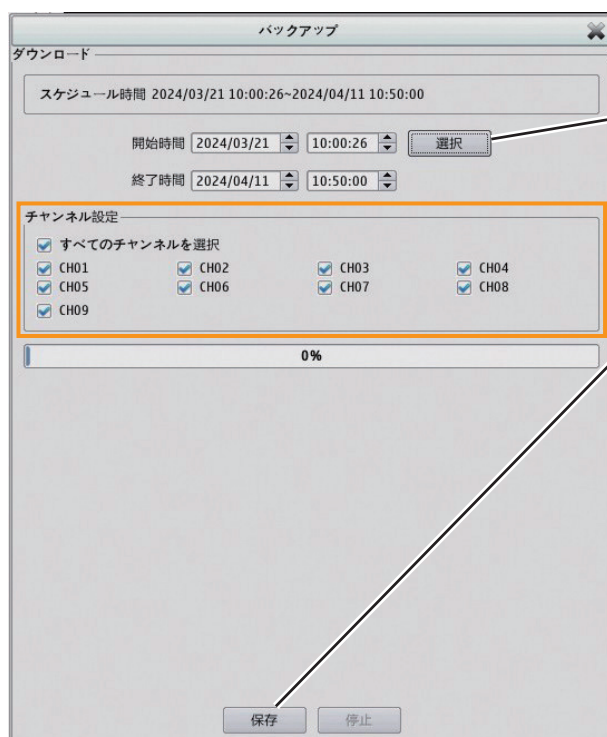 バックアップ
ダウンロード
スケジュール時間 2024/03/21 10:00:26~2024/04/11 10:50:00
開始時間 2024/03/21 10:00:26 選択
終了時間 2024/04/11 10:50:00
チャンネル設定
すべてのチャンネルを選択
CH01 CH02 CH03 CH04
CH05 CH06 CH07 CH08
CH09
0%
保存 停止